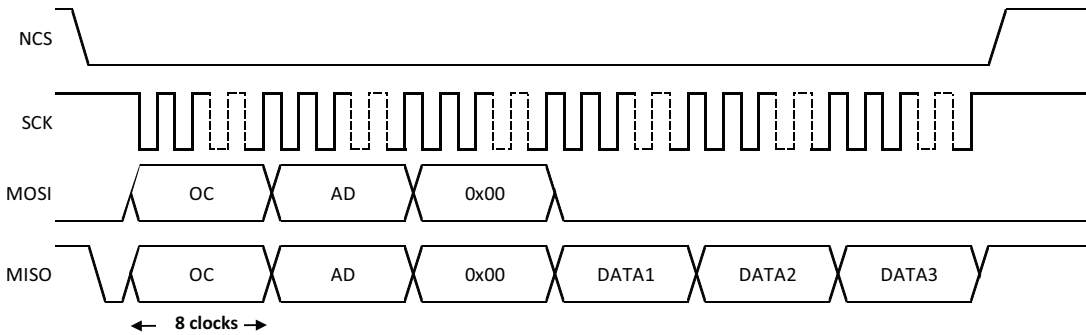 NCS
SCK
MOSI OC AD 0x00
MISO OC AD 0x00 DATA1 DATA2 DATA3
8 clocks